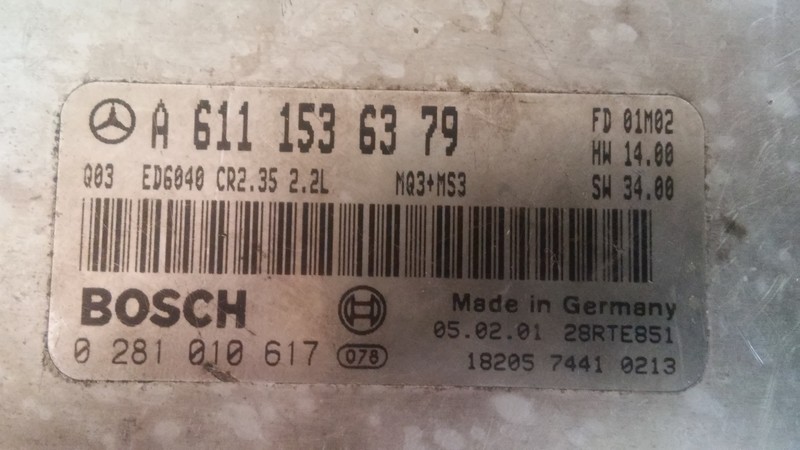 A 611 153 63 79
FD 01M02
HW 14.00
Q03 ED6040 CR2.35 2.2L MQ3+MS3
SW 34.00
BOSCH
Made in Germany
05.02.01 28RTE851
0 281 010 617 078
18205 7441 0213